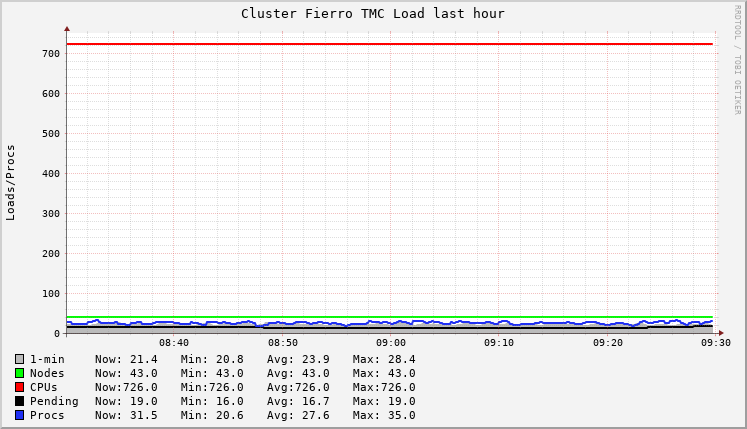 Cluster Fierro TMC Load last hour
RRDTOOL / TOBI OETIKER
Loads/Procs
700
600
500
400
300
200
100
0
08:40 08:50 09:00 09:10 09:20 09:30
1-min Now: 21.4 Min: 20.8 Avg: 23.9 Max: 28.4
Nodes Now: 43.0 Min: 43.0 Avg: 43.0 Max: 43.0
CPUs Now:726.0 Min:726.0 Avg:726.0 Max:726.0
Pending Now: 19.0 Min: 16.0 Avg: 16.7 Max: 19.0
Procs Now: 31.5 Min: 20.6 Avg: 27.6 Max: 35.0